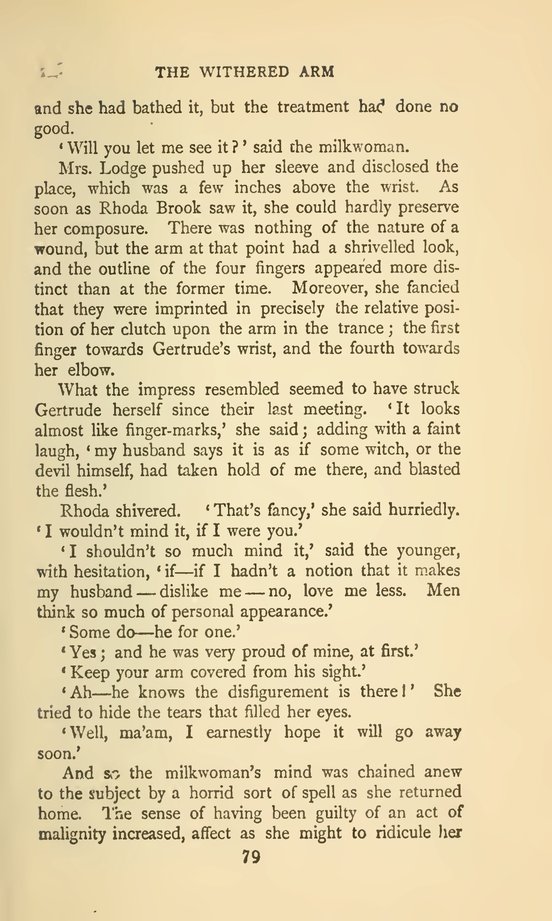 THE WITHERED ARM
and she had bathed it, but the treatment had done no
good.
‘Will you let me see it?’ said the milkwoman.
Mrs. Lodge pushed up her sleeve and disclosed the
place, which was a few inches above the wrist. As
soon as Rhoda Brook saw it, she could hardly preserve
her composure. There was nothing of the nature of a
wound, but the arm at that point had a shrivelled look,
and the outline of the four fingers appeared more dis-
tinct than at the former time. Moreover, she fancied
that they were imprinted in precisely the relative posi-
tion of her clutch upon the arm in the trance; the first
finger towards Gertrude’s wrist, and the fourth towards
her elbow.
What the impress resembled seemed to have struck
Gertrude herself since their last meeting. ‘It looks
almost like finger-marks,’ she said; adding with a faint
laugh, ‘my husband says it is as if some witch, or the
devil himself, had taken hold of me there, and blasted
the flesh.’
Rhoda shivered. ‘That’s fancy,’ she said hurriedly.
‘I wouldn’t mind it, if I were you.’
‘I shouldn’t so much mind it,’ said the younger,
with hesitation, ‘if—if I hadn’t a notion that it makes
my husband—dislike me—no, love me less. Men
think so much of personal appearance.’
‘Some do—he for one.’
‘Yes; and he was very proud of mine, at first.’
‘Keep your arm covered from his sight.’
‘Ah—he knows the disfigurement is there!’ She
tried to hide the tears that filled her eyes.
‘Well, ma’am, I earnestly hope it will go away
soon.’
And so the milkwoman’s mind was chained anew
to the subject by a horrid sort of spell as she returned
home. The sense of having been guilty of an act of
malignity increased, affect as she might to ridicule her
79